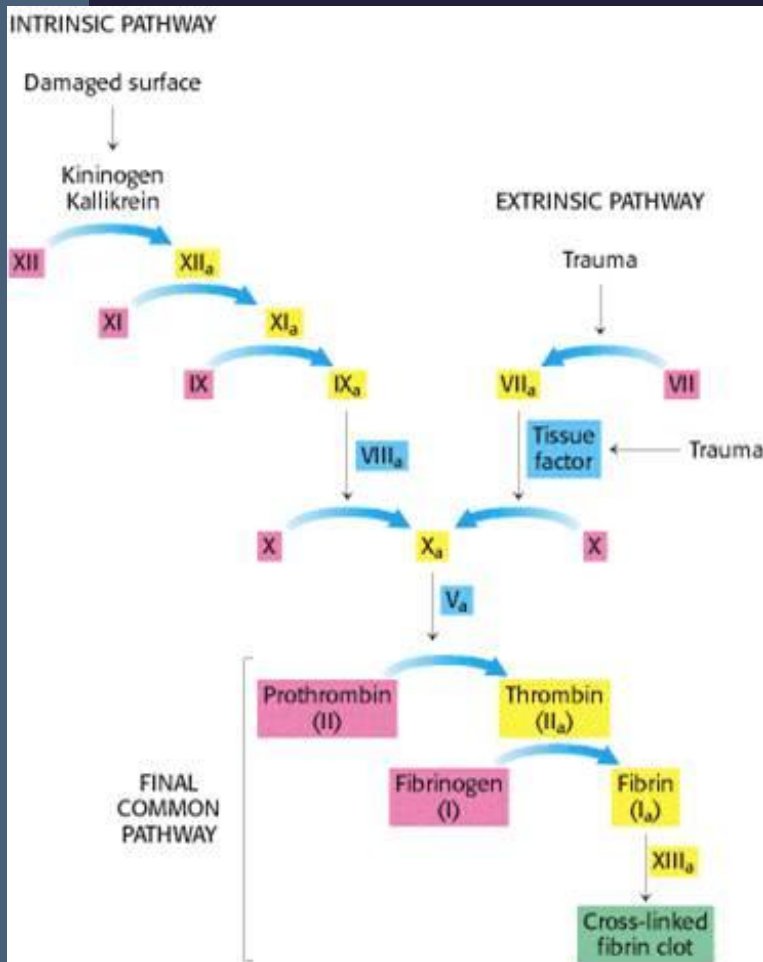 INTRINSIC PATHWAY
Damaged surface
Kininogen
Kallikrein
EXTRINSIC PATHWAY
XII
XIIₐ
Trauma
XI
XIₐ
IX
IXₐ
VIIₐ
VII
VIIIₐ
Tissue
factor
Trauma
X
Xₐ
X
Vₐ
Prothrombin
(II)
Thrombin
(IIₐ)
FINAL
COMMON
PATHWAY
Fibrinogen
(I)
Fibrin
(Iₐ)
XIIIₐ
Cross-linked
fibrin clot